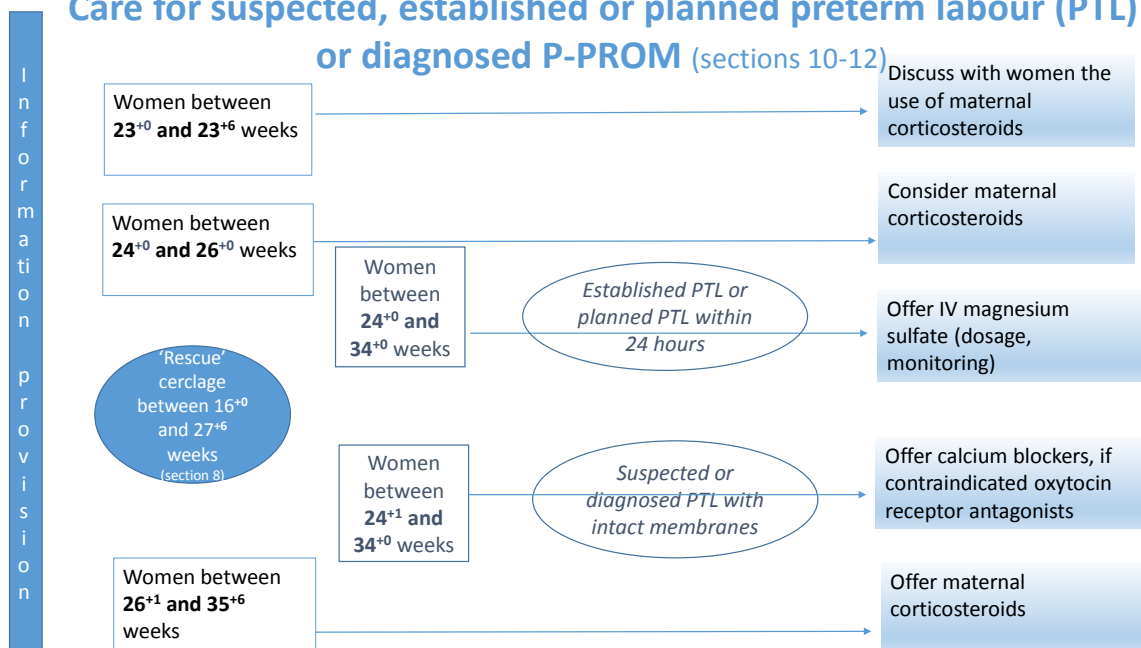 Care for suspected, established or planned preterm labour (PTL)
or diagnosed P-PROM (sections 10-12)
Information provision
Women between
23⁺⁰ and 23⁺⁶ weeks
Discuss with women the
use of maternal
corticosteroids
Women between
24⁺⁰ and 26⁺⁰ weeks
Consider maternal
corticosteroids
Women
between
24⁺⁰ and
34⁺⁰ weeks
Established PTL or
planned PTL within
24 hours
Offer IV magnesium
sulfate (dosage,
monitoring)
'Rescue'
cerclage
between 16⁺⁰
and 27⁺⁶
weeks
(section 8)
Women
between
24⁺¹ and
34⁺⁰ weeks
Suspected or
diagnosed PTL with
intact membranes
Offer calcium blockers, if
contraindicated oxytocin
receptor antagonists
Women between
26⁺¹ and 35⁺⁶
weeks
Offer maternal
corticosteroids